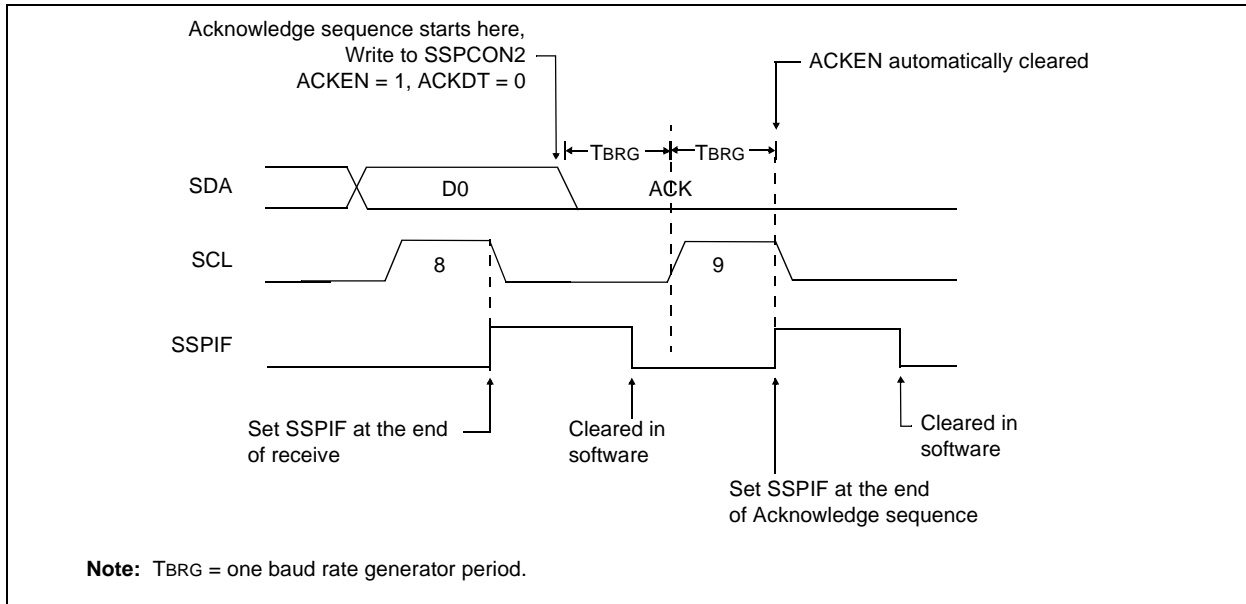 Acknowledge sequence starts here,
Write to SSPCON2
ACKEN = 1, ACKDT = 0
ACKEN automatically cleared
TBRG
TBRG
SDA
D0
ACK
SCL
8
9
SSPIF
Set SSPIF at the end
of receive
Cleared in
software
Set SSPIF at the end
of Acknowledge sequence
Cleared in
software
Note: TBRG = one baud rate generator period.